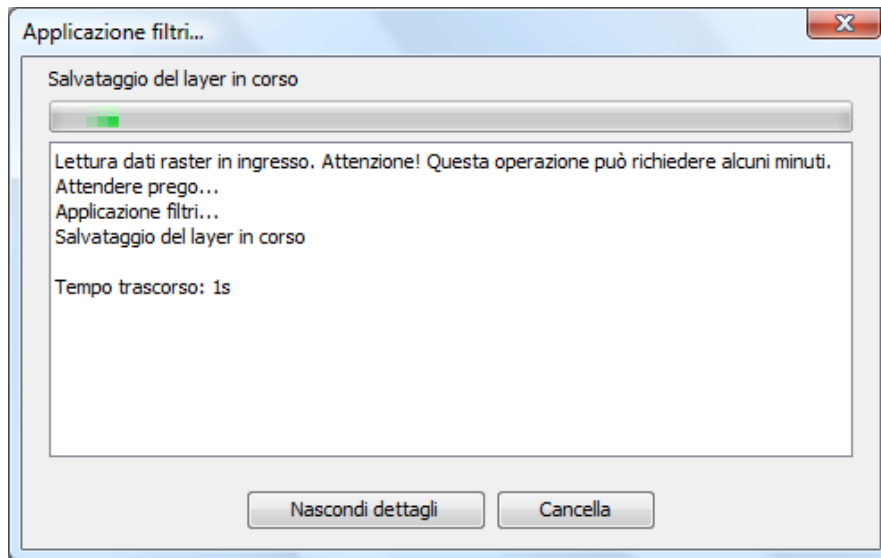 Applicazione filtri...
Salvataggio del layer in corso
Lettura dati raster in ingresso. Attenzione! Questa operazione può richiedere alcuni minuti.
Attendere prego...
Applicazione filtri...
Salvataggio del layer in corso
Tempo trascorso: 1s
Nascondi dettagli
Cancella